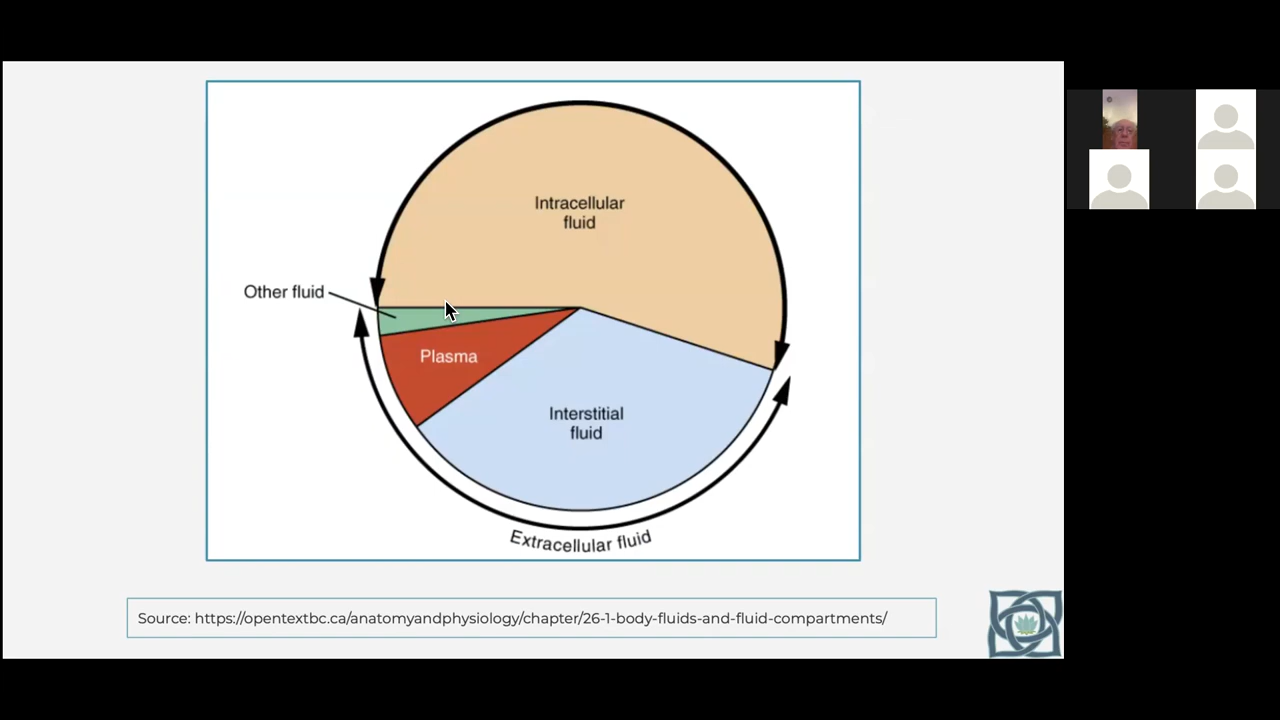 Intracellular
fluid
Other fluid
Plasma
Interstitial
fluid
Extracellular fluid
Source: https://opentextbc.ca/anatomyandphysiology/chapter/26-1-body-fluids-and-fluid-compartments/